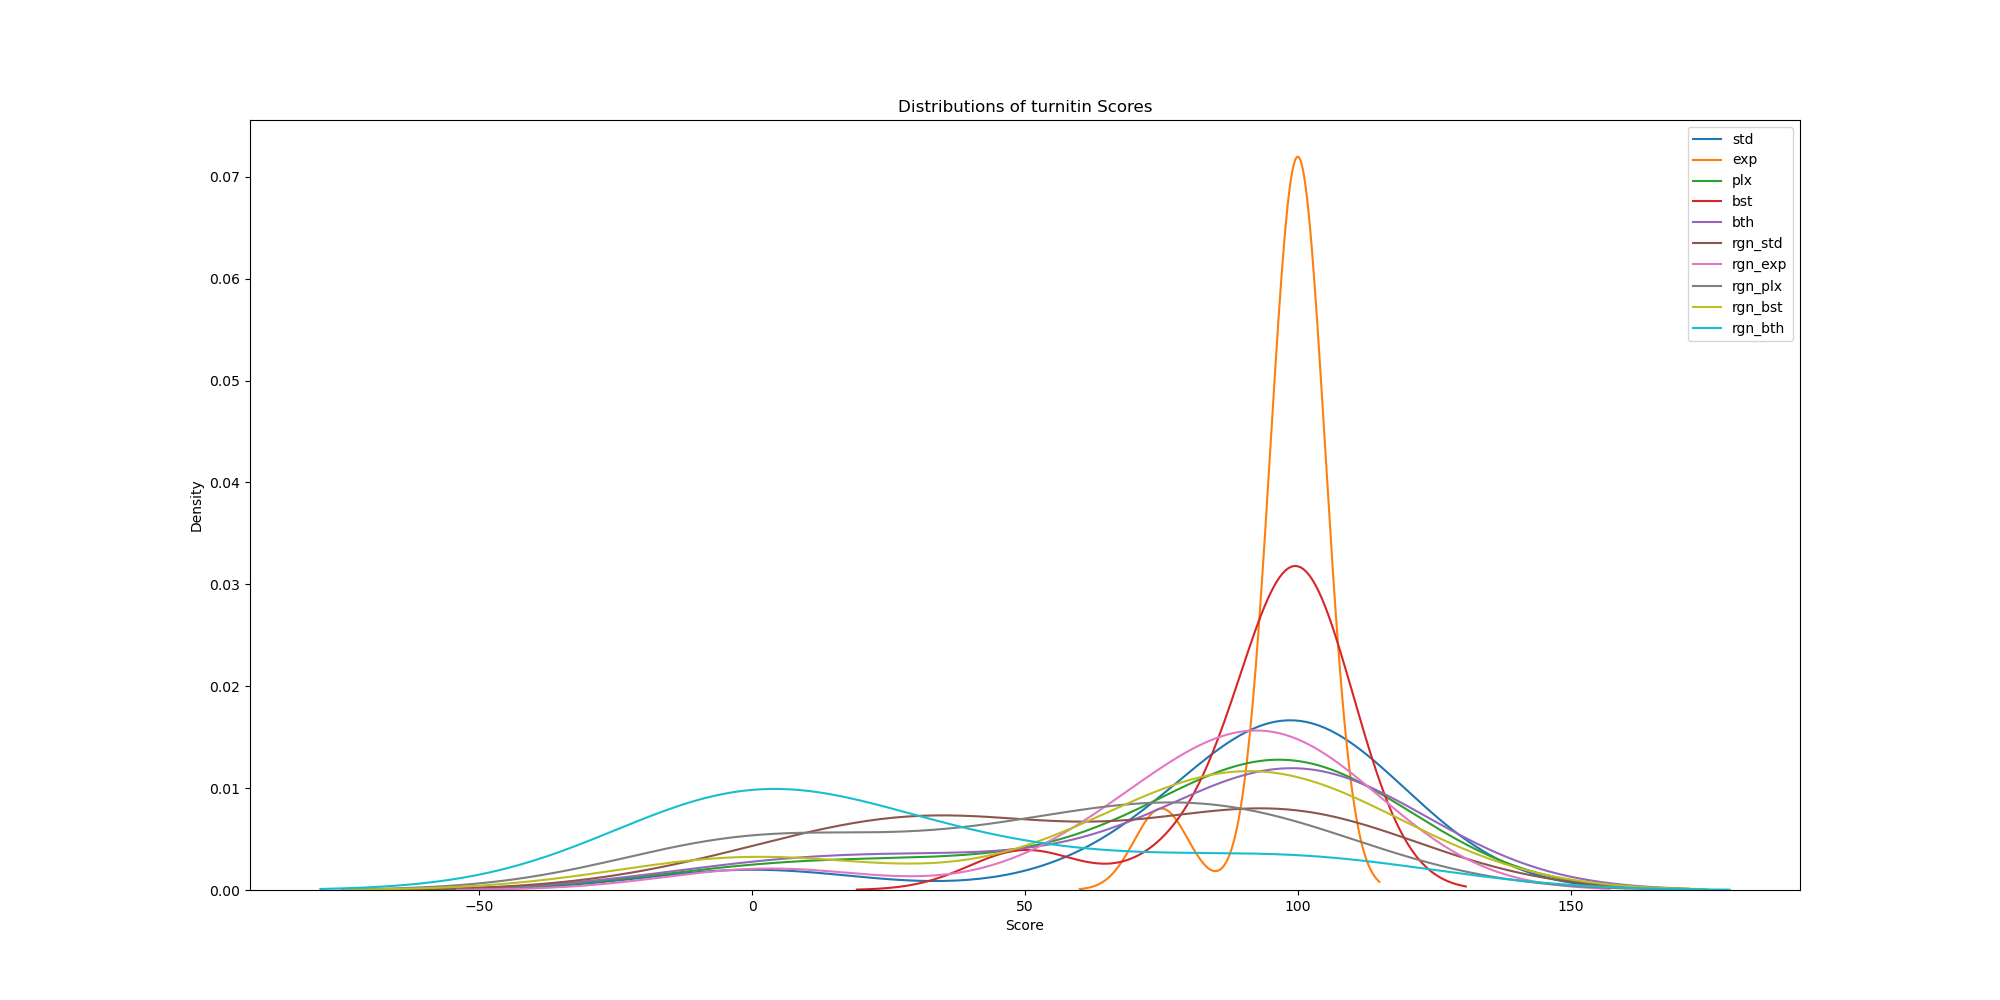 Distributions of turnitin Scores
std
exp
plx
bst
bth
rgn_std
rgn_exp
rgn_plx
rgn_bst
rgn_bth
0.07
0.06
0.05
0.04
0.03
0.02
0.01
0.00
Density
−50
0
50
100
150
Score